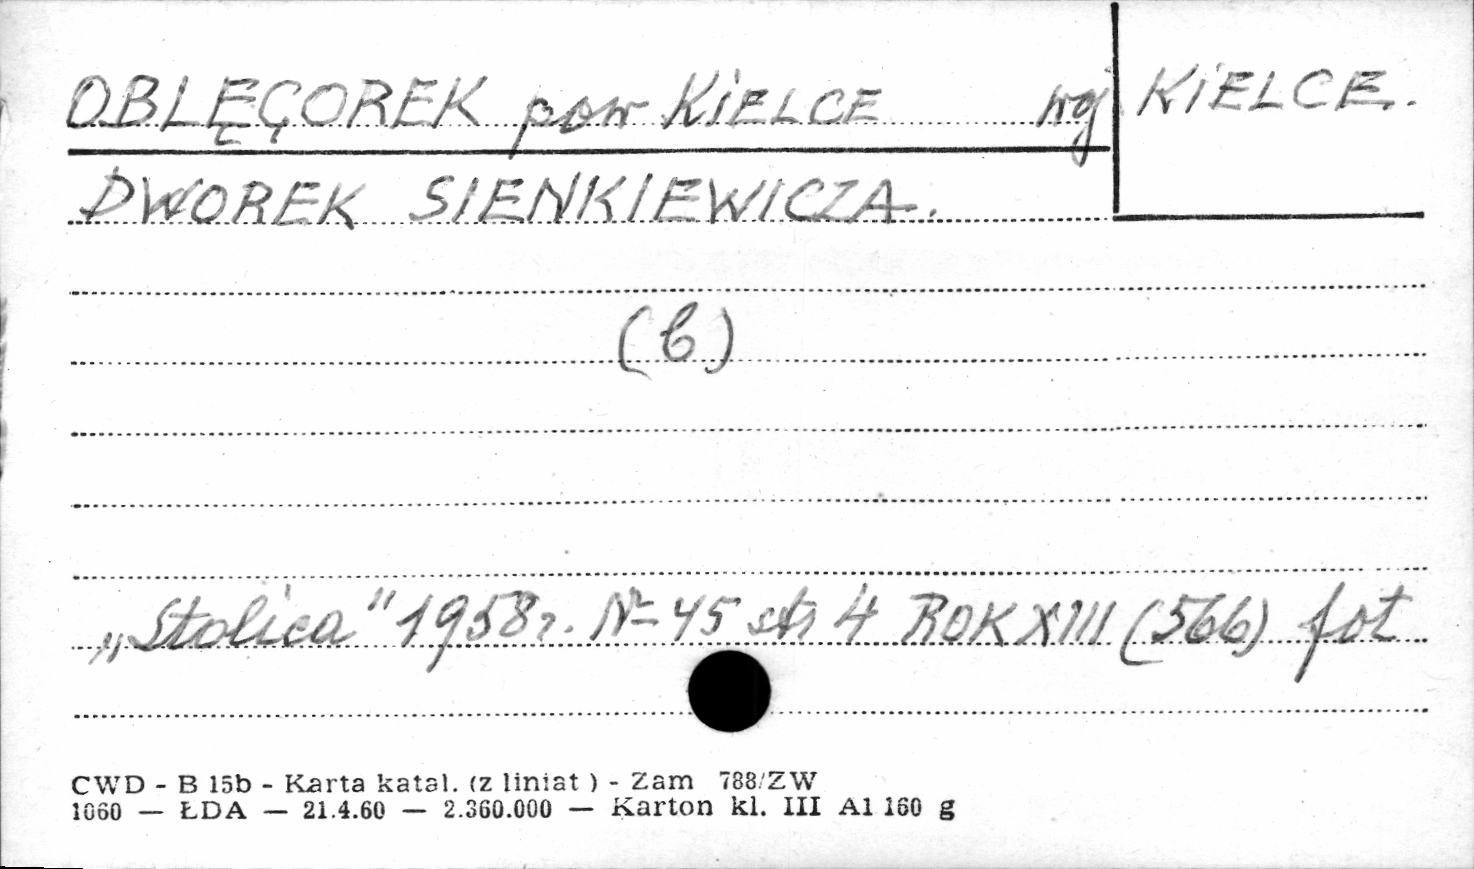 OBLĘGOREK pow KIELCE woj KIELCE.
DWOREK SIENKIEWICZA.
(b)
„Stolica" 1958 r. № 45 str 4 ROK XIII (566) fot
CWD - B 15b - Karta katal. (z liniat ) - Zam 788/ZW
1060 — ŁDA — 21.4.60 — 2.360.000 — Karton kl. III A1 160 g